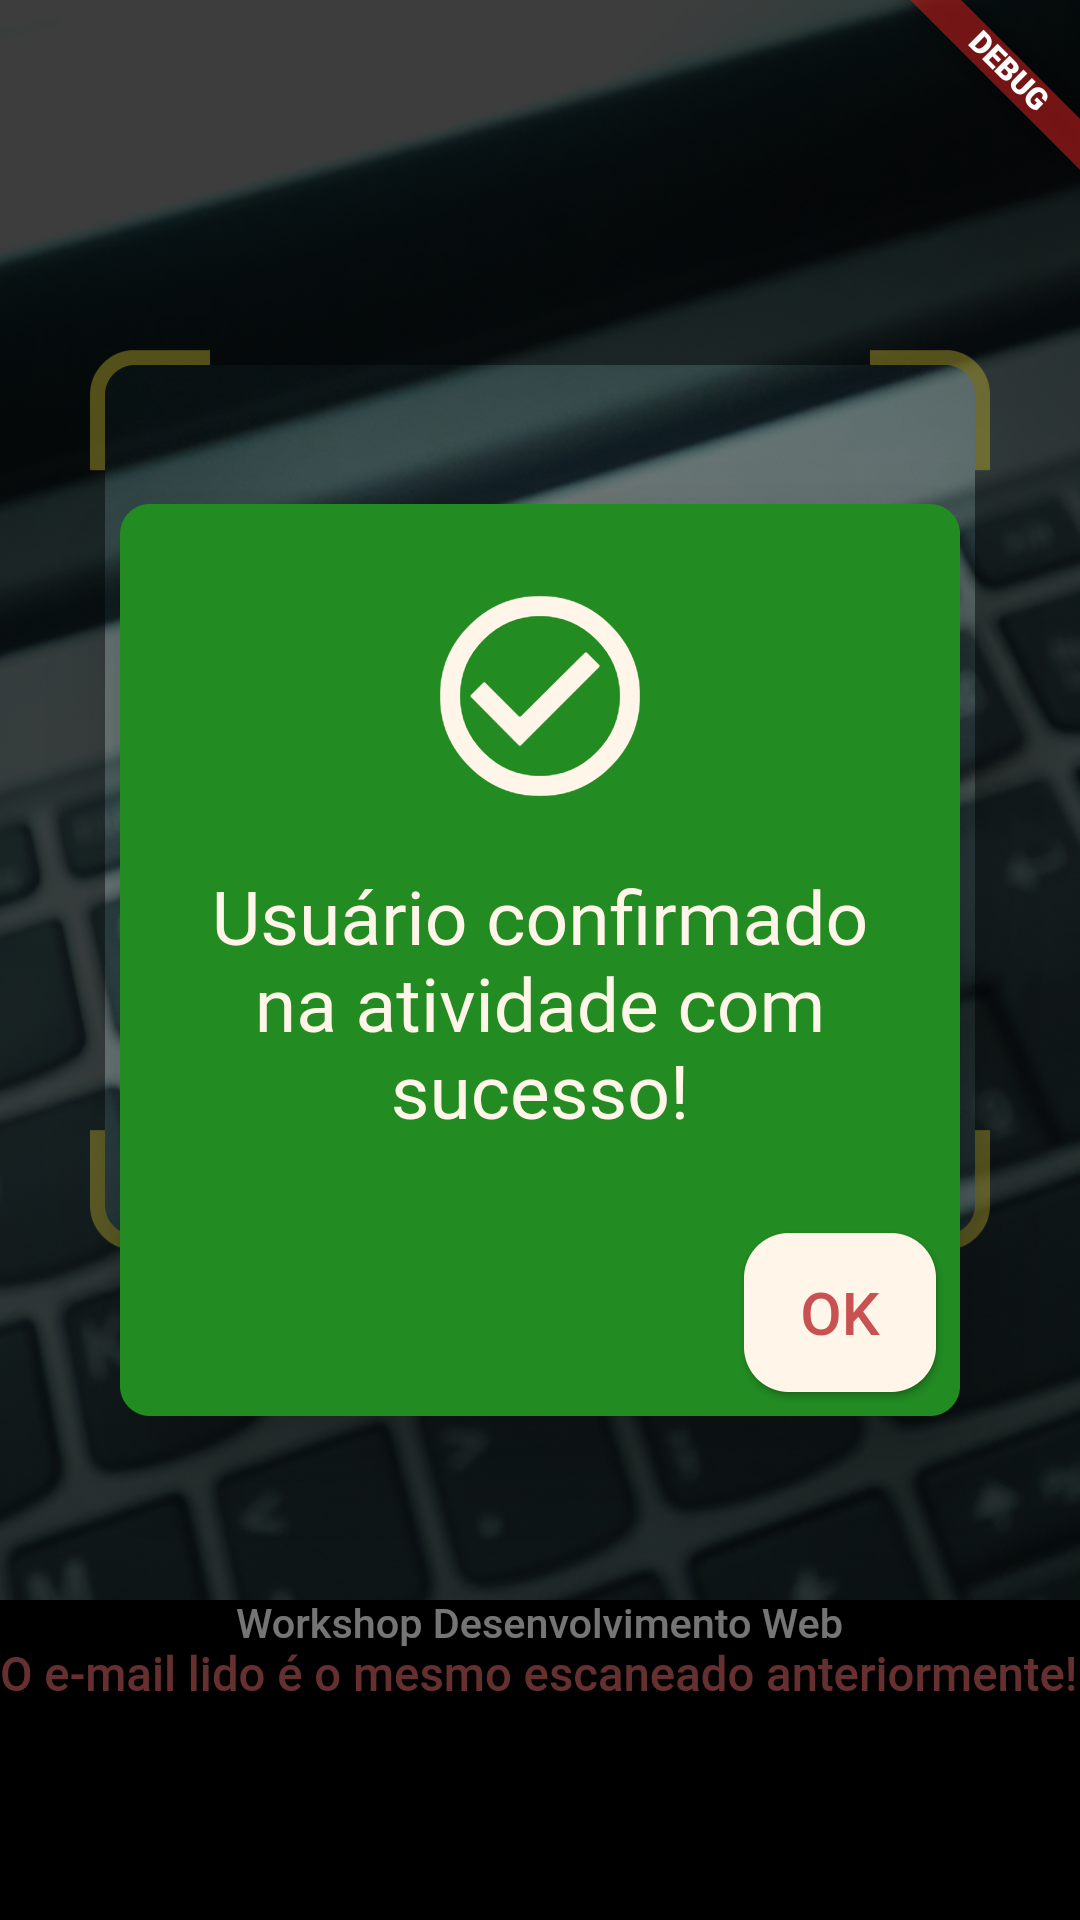 DEBUG
Usuário confirmado
na atividade com
sucesso!
OK
Workshop Desenvolvimento Web
O e-mail lido é o mesmo escaneado anteriormente!